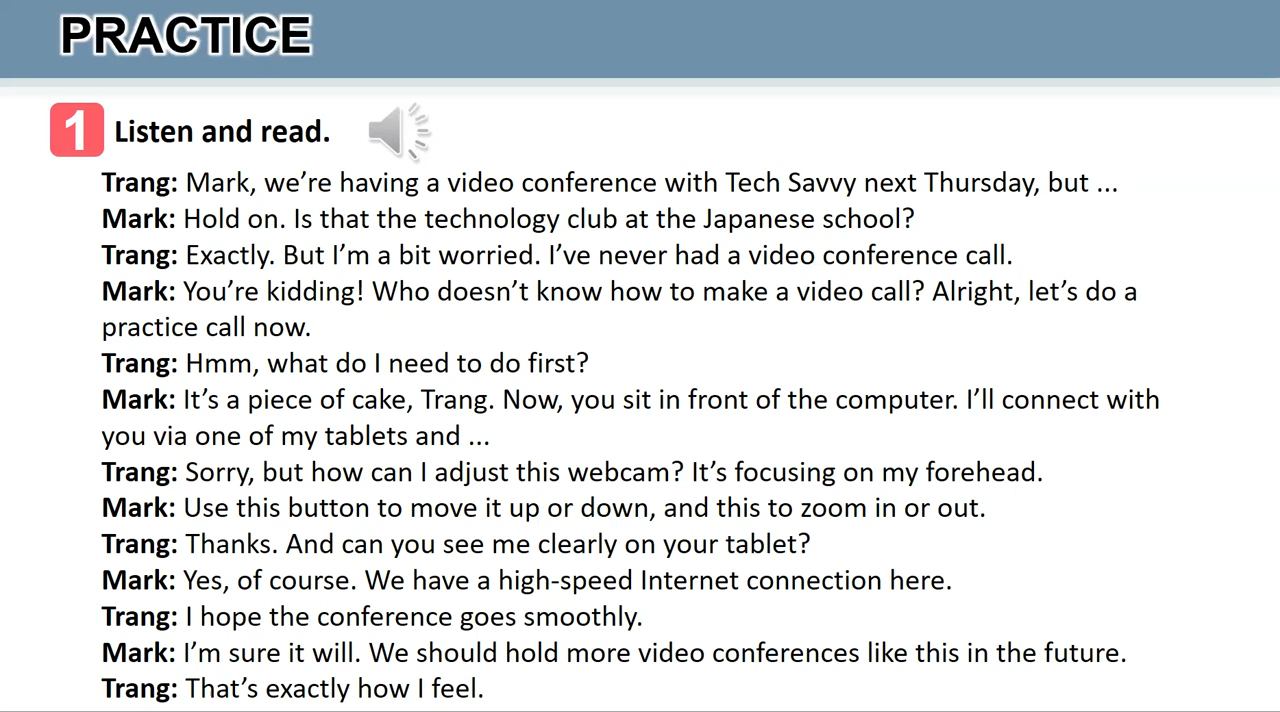 PRACTICE
1 Listen and read.
Trang: Mark, we’re having a video conference with Tech Savvy next Thursday, but ...
Mark: Hold on. Is that the technology club at the Japanese school?
Trang: Exactly. But I’m a bit worried. I’ve never had a video conference call.
Mark: You’re kidding! Who doesn’t know how to make a video call? Alright, let’s do a
practice call now.
Trang: Hmm, what do I need to do first?
Mark: It’s a piece of cake, Trang. Now, you sit in front of the computer. I’ll connect with
you via one of my tablets and ...
Trang: Sorry, but how can I adjust this webcam? It’s focusing on my forehead.
Mark: Use this button to move it up or down, and this to zoom in or out.
Trang: Thanks. And can you see me clearly on your tablet?
Mark: Yes, of course. We have a high-speed Internet connection here.
Trang: I hope the conference goes smoothly.
Mark: I’m sure it will. We should hold more video conferences like this in the future.
Trang: That’s exactly how I feel.